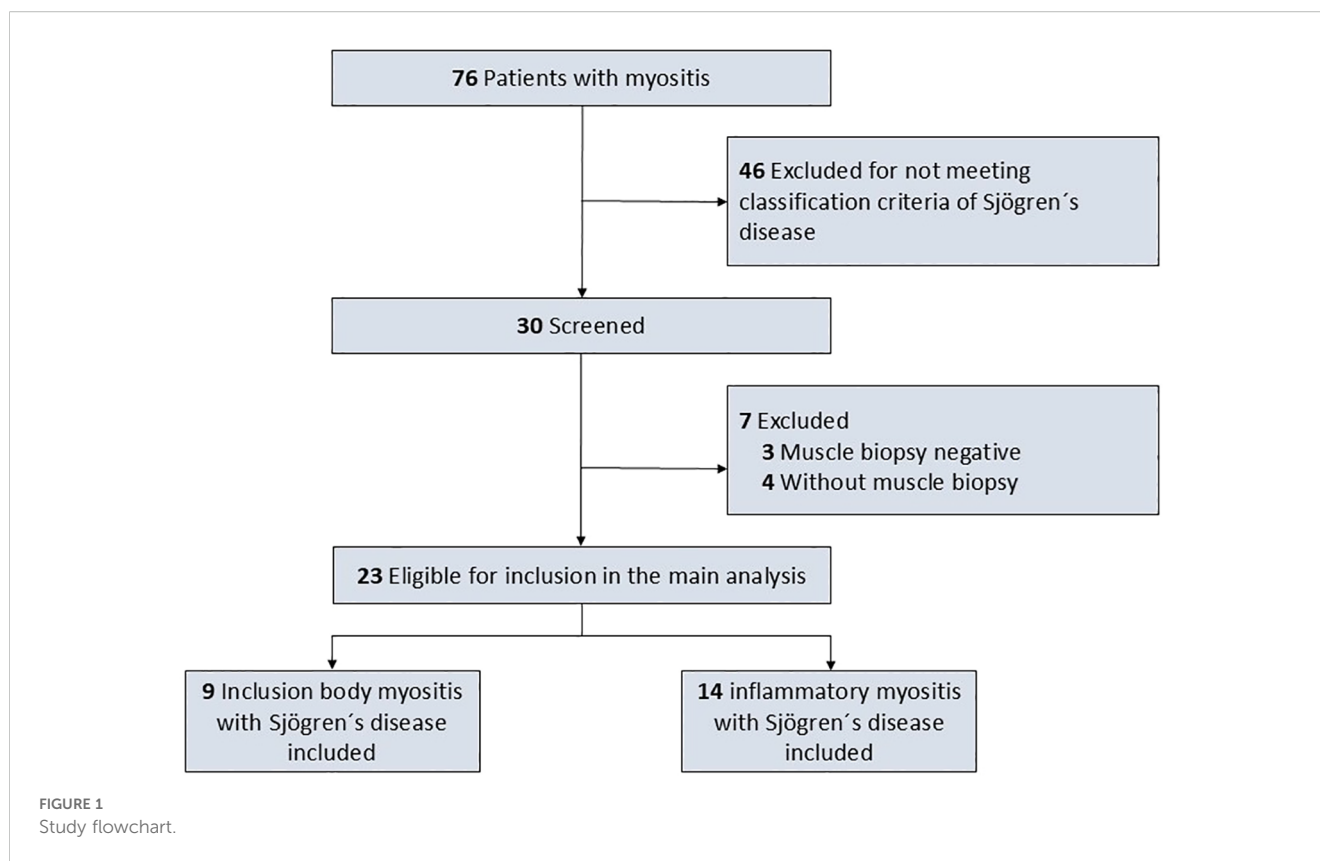 76 Patients with myositis
46 Excluded for not meeting
classification criteria of Sjögren´s
disease
30 Screened
7 Excluded
3 Muscle biopsy negative
4 Without muscle biopsy
23 Eligible for inclusion in the main analysis
9 Inclusion body myositis
with Sjögren´s disease
included
14 inflammatory myositis
with Sjögren´s disease
included
FIGURE 1
Study flowchart.